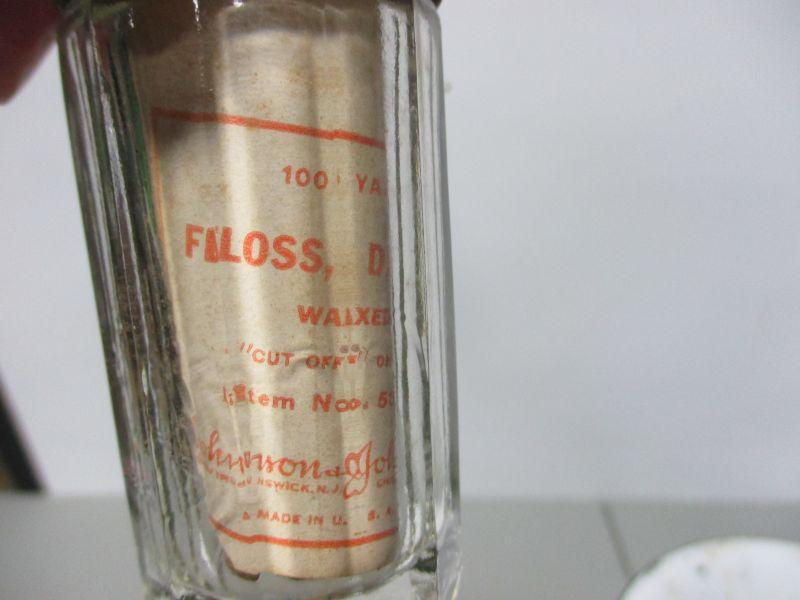 100 YA
FLOSS, D
WAXED
"CUT OFF"
Item No. 5
Johnson & Joh
NEW BRUNSWICK, N.J.
MADE IN U. S. A.